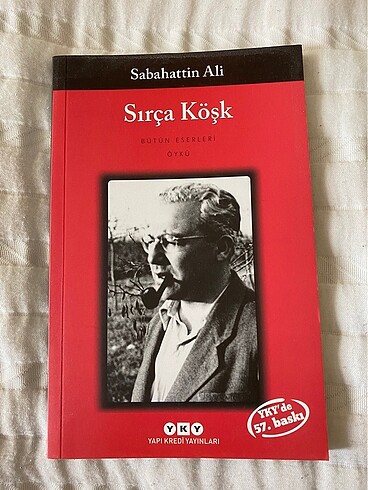 Sabahattin Ali
Sırça Köşk
BÜTÜN ESERLERİ
ÖYKÜ
YKY'de
57. baskı
YKY
YAPI KREDİ YAYINLARI